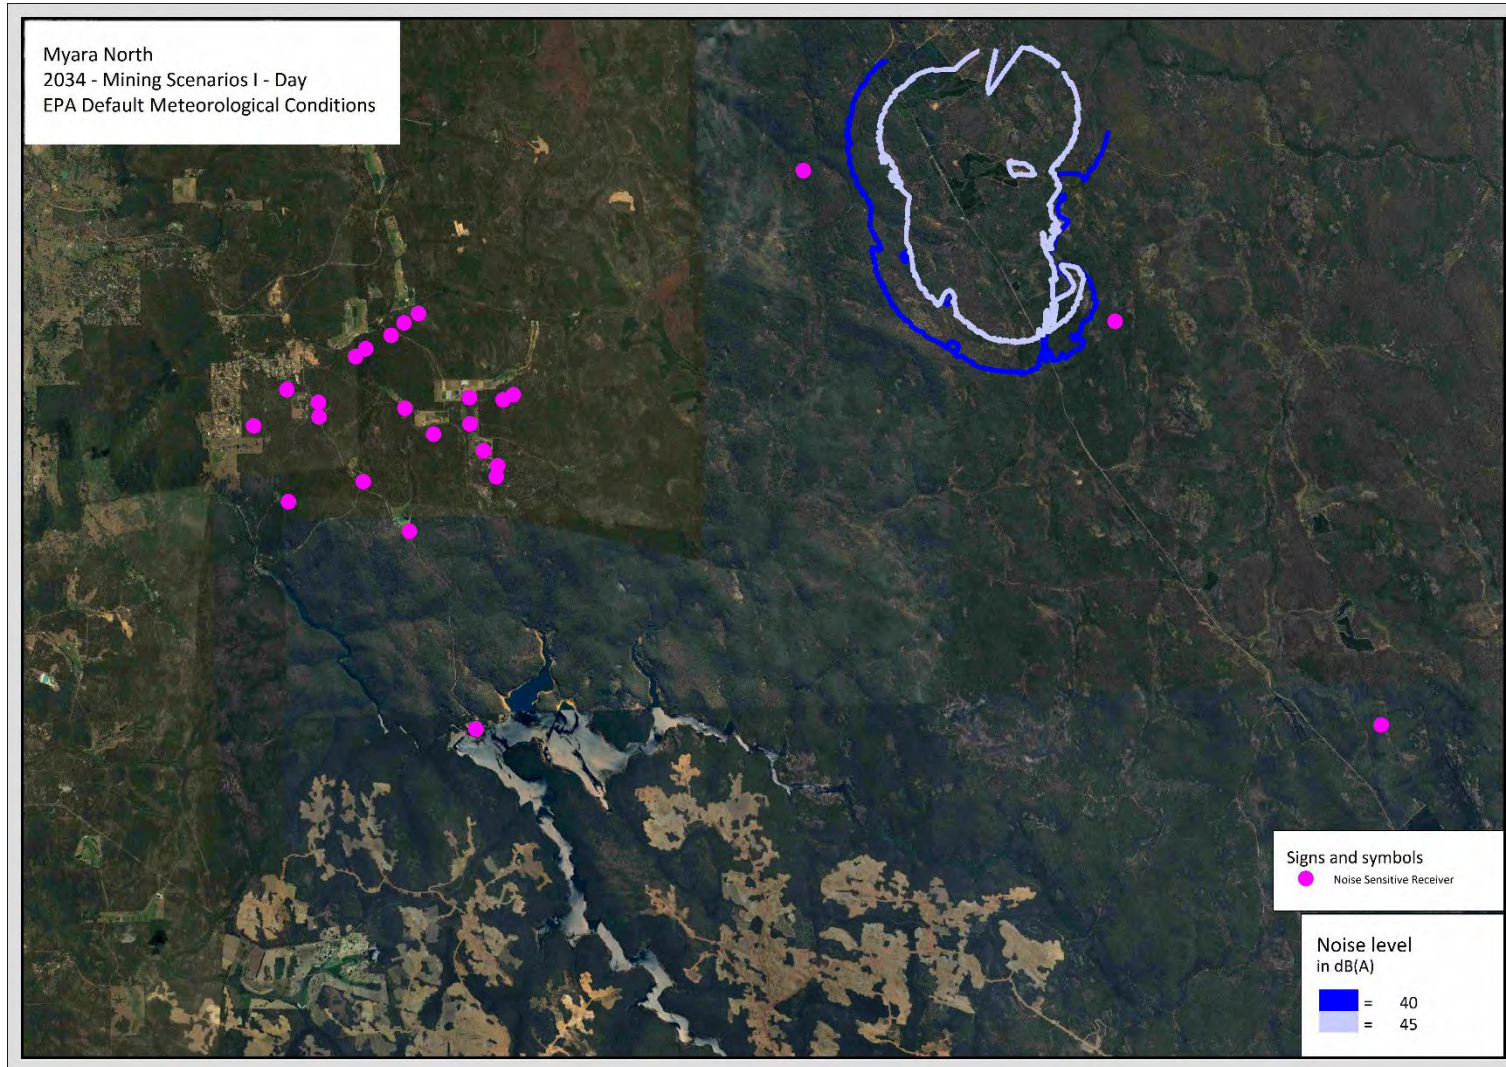 Myara North
2034 - Mining Scenarios I - Day
EPA Default Meteorological Conditions
Signs and symbols
Noise Sensitive Receiver
Noise level
in dB(A)
= 40
= 45